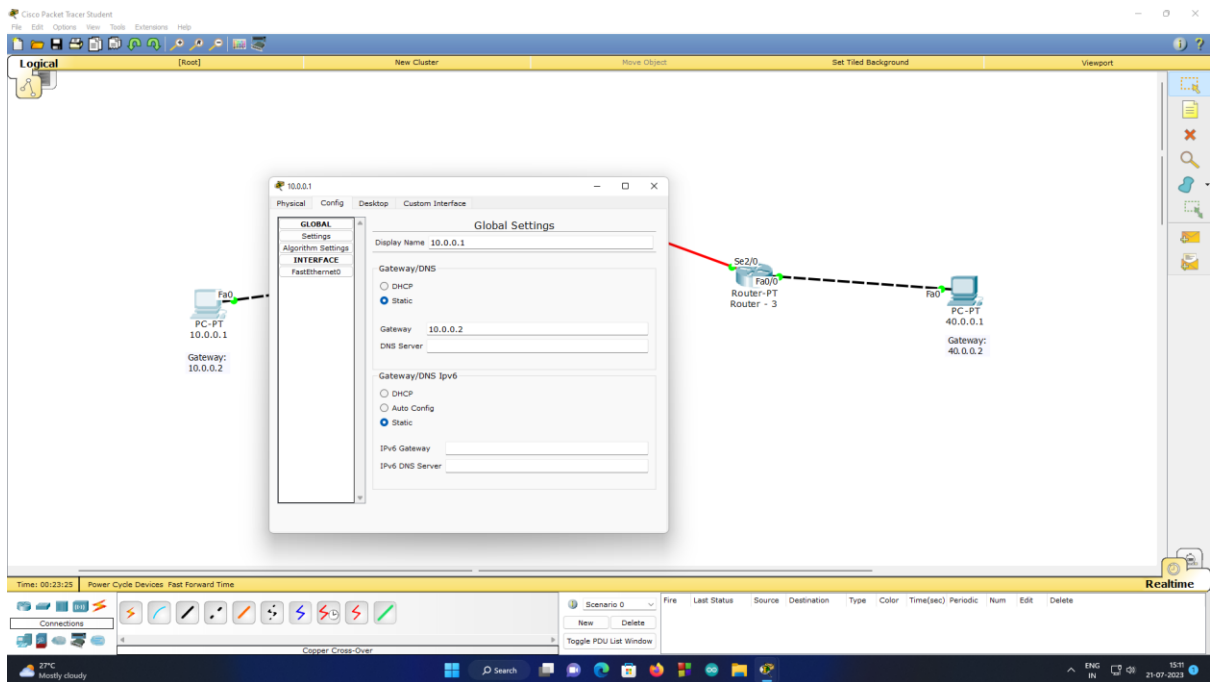 Cisco Packet Tracer Student
File Edit Options View Tools Extensions Help
Logical [Root] New Cluster Move Object Set Tiled Background Viewport
10.0.0.1
Physical Config Desktop Custom Interface
GLOBAL
Settings
Algorithm Settings
INTERFACE
FastEthernet0
Global Settings
Display Name 10.0.0.1
Gateway/DNS
DHCP
Static
Gateway 10.0.0.2
DNS Server
Gateway/DNS Ipv6
DHCP
Auto Config
Static
IPv6 Gateway
IPv6 DNS Server
Fa0
PC-PT
10.0.0.1
Gateway:
10.0.0.2
Se2/0
Fa0/0
Router-PT
Router - 3
Fa0
PC-PT
40.0.0.1
Gateway:
40.0.0.2
Time: 00:23:25 Power Cycle Devices Fast Forward Time Realtime
Connections
Copper Cross-Over
Scenario 0
New Delete
Toggle PDU List Window
Fire Last Status Source Destination Type Color Time(sec) Periodic Num Edit Delete
27°C
Mostly cloudy
Search
ENG
IN
15:11
21-07-2023